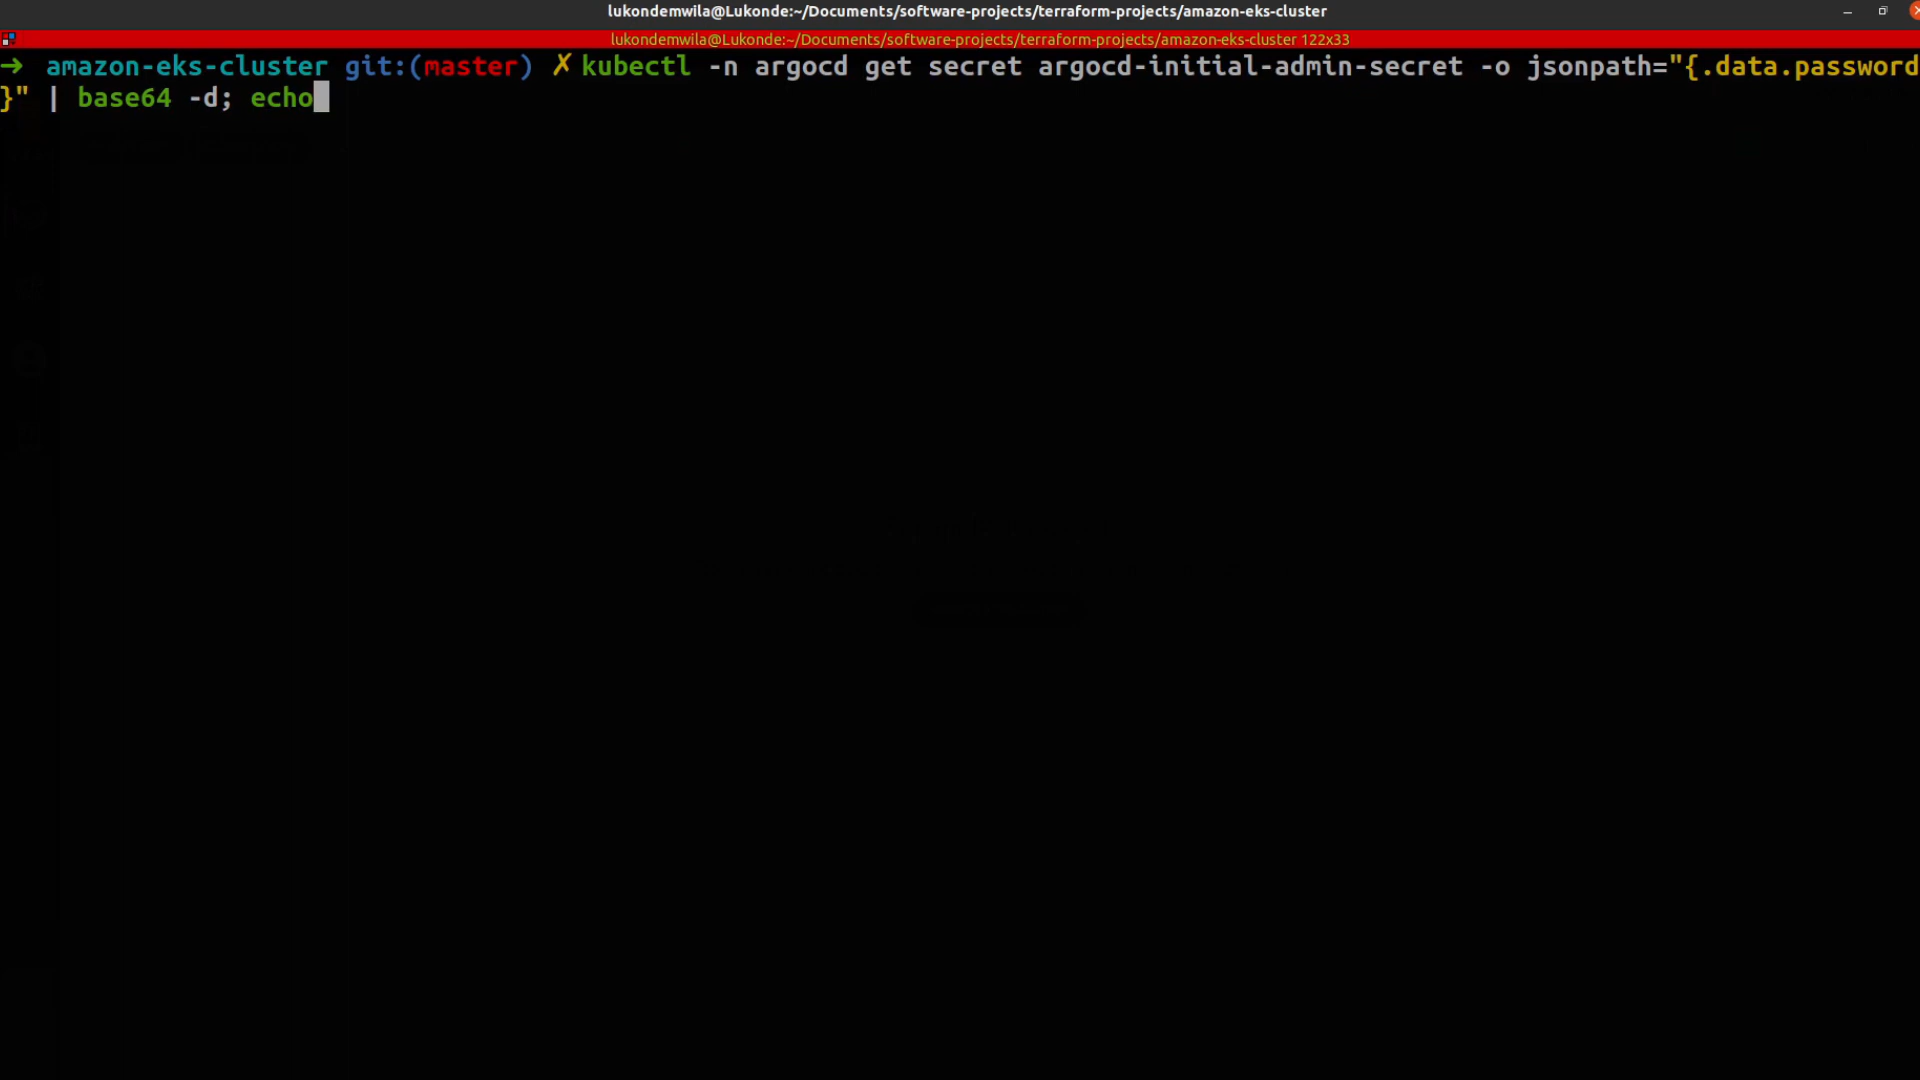 lukondemwila@Lukonde:~/Documents/software-projects/terraform-projects/amazon-eks-cluster
lukondemwila@Lukonde:~/Documents/software-projects/terraform-projects/amazon-eks-cluster 122x33
➜ amazon-eks-cluster git:(master) ✗ kubectl -n argocd get secret argocd-initial-admin-secret -o jsonpath="{.data.password
}" | base64 -d; echo